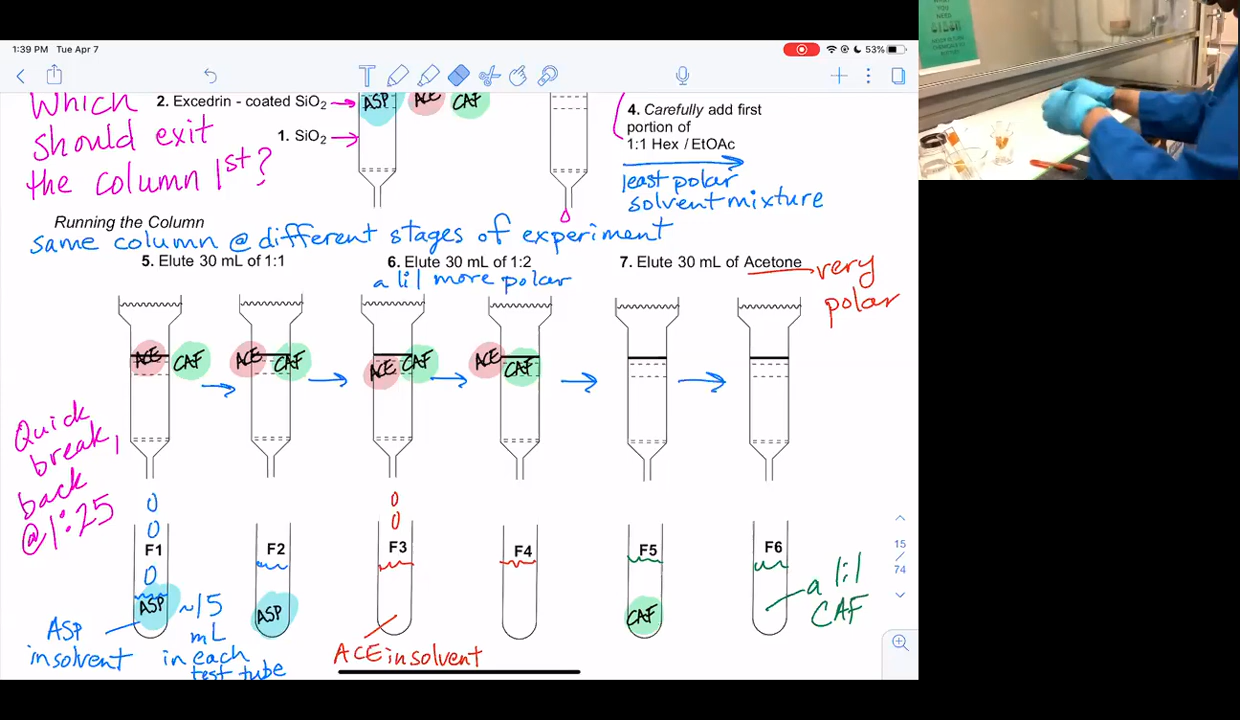 1:39 PM Tue Apr 7
53%
T
Which
should exit
the column 1st?
2. Excedrin - coated SiO₂
1. SiO₂
ASP ACE CAF
4. Carefully add first
portion of
1:1 Hex / EtOAc
least polar
solvent mixture
Running the Column
same column @ different stages of experiment
5. Elute 30 mL of 1:1
6. Elute 30 mL of 1:2
a lil more polar
7. Elute 30 mL of Acetone
very
polar
ACE CAF
ACE CAF
ACE CAF
ACE CAF
Quick
break,
back
@1:25
F1
F2
F3
F4
F5
F6
ASP
ASP
CAF
a lil
CAF
ASP
in solvent
~15
mL
in each
test tube
ACE in solvent
15
/
74
YOU
NEED